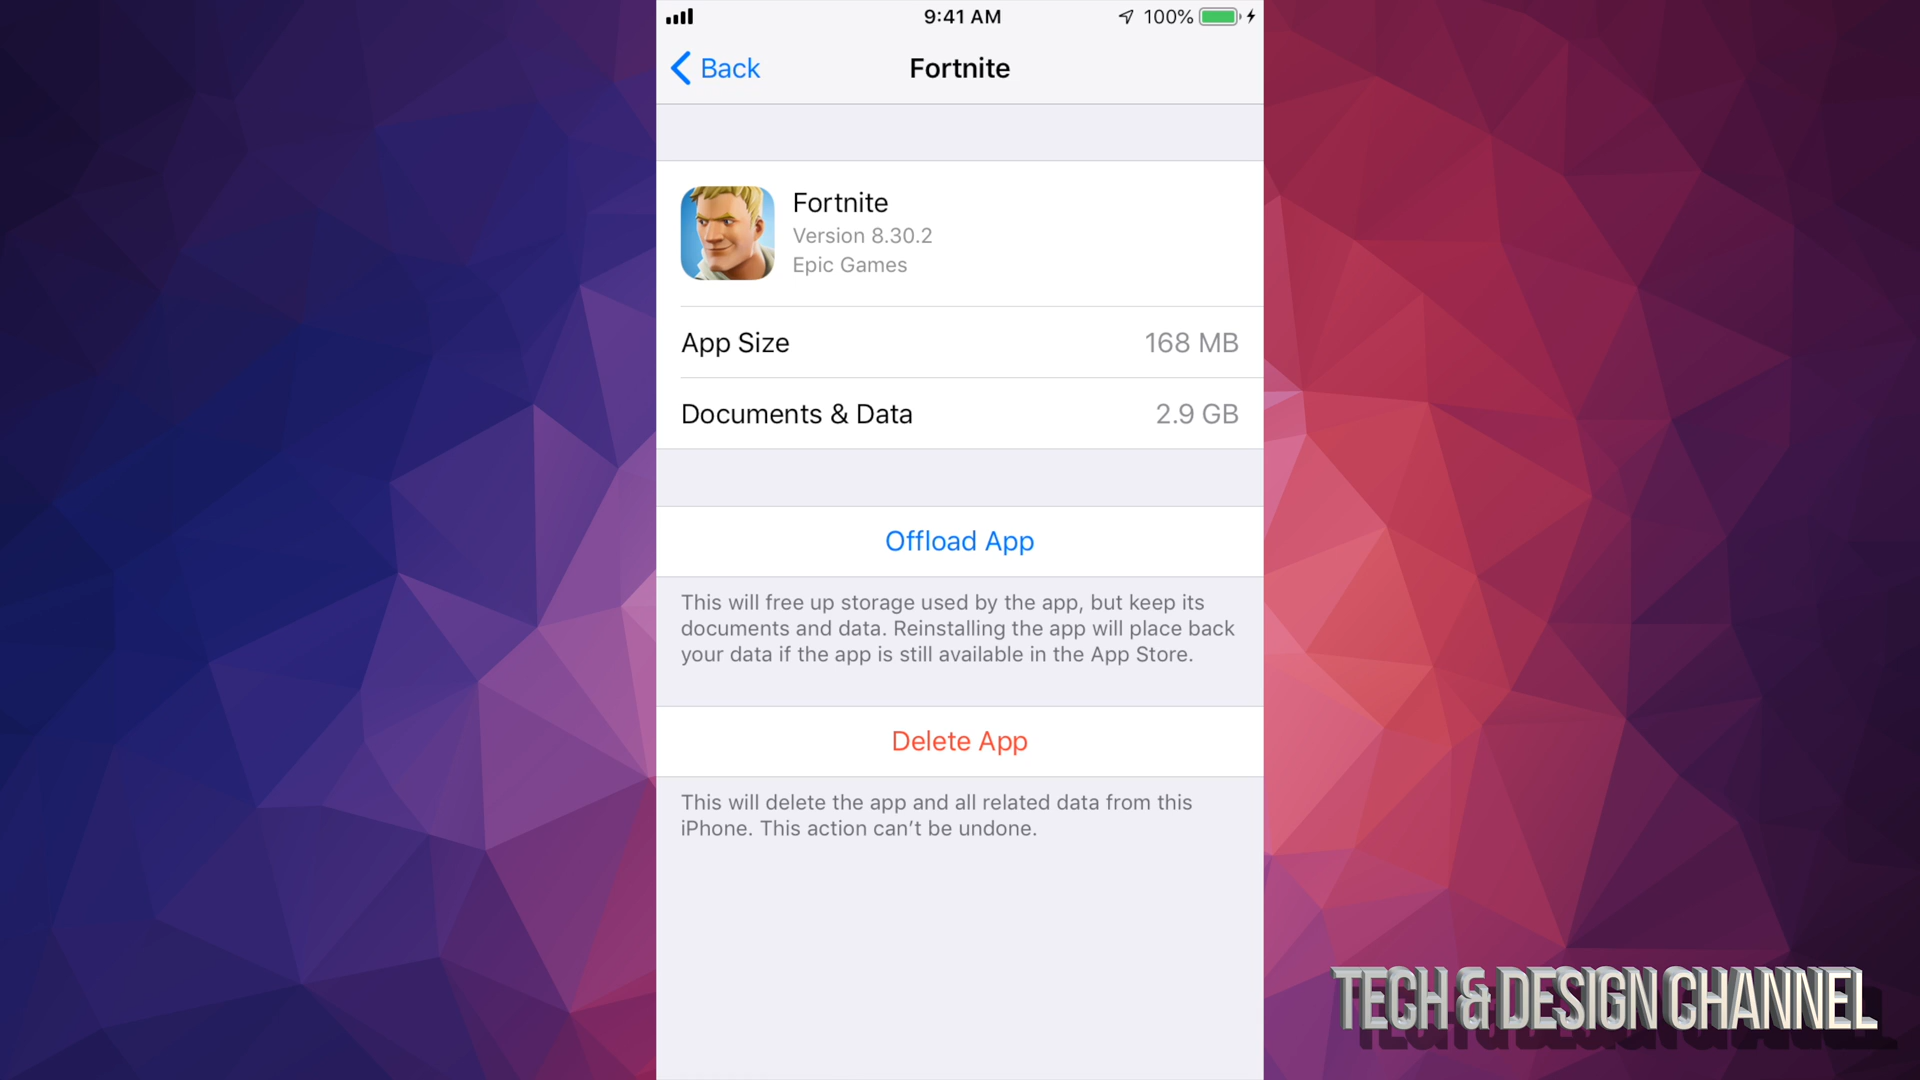 9:41 AM
100%
Back
Fortnite
Fortnite
Version 8.30.2
Epic Games
App Size 168 MB
Documents & Data 2.9 GB
Offload App
This will free up storage used by the app, but keep its
documents and data. Reinstalling the app will place back
your data if the app is still available in the App Store.
Delete App
This will delete the app and all related data from this
iPhone. This action can’t be undone.
TECH & DESIGN CHANNEL